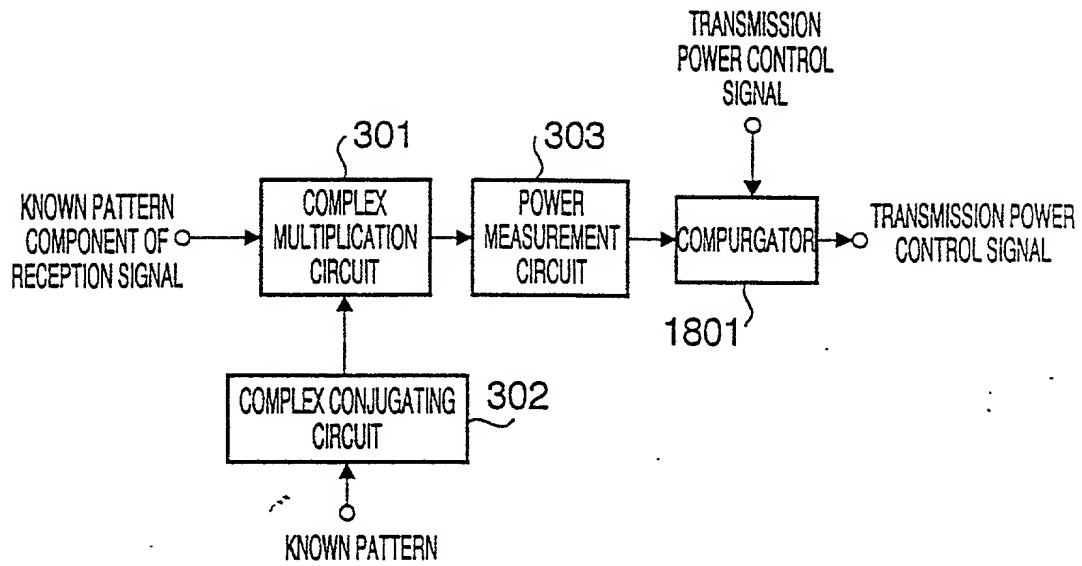 TRANSMISSION
POWER CONTROL
SIGNAL
301
303
KNOWN PATTERN
COMPONENT OF
RECEPTION SIGNAL
COMPLEX
MULTIPLICATION
CIRCUIT
POWER
MEASUREMENT
CIRCUIT
COMPURGATOR
TRANSMISSION POWER
CONTROL SIGNAL
1801
COMPLEX CONJUGATING
CIRCUIT
302
KNOWN PATTERN